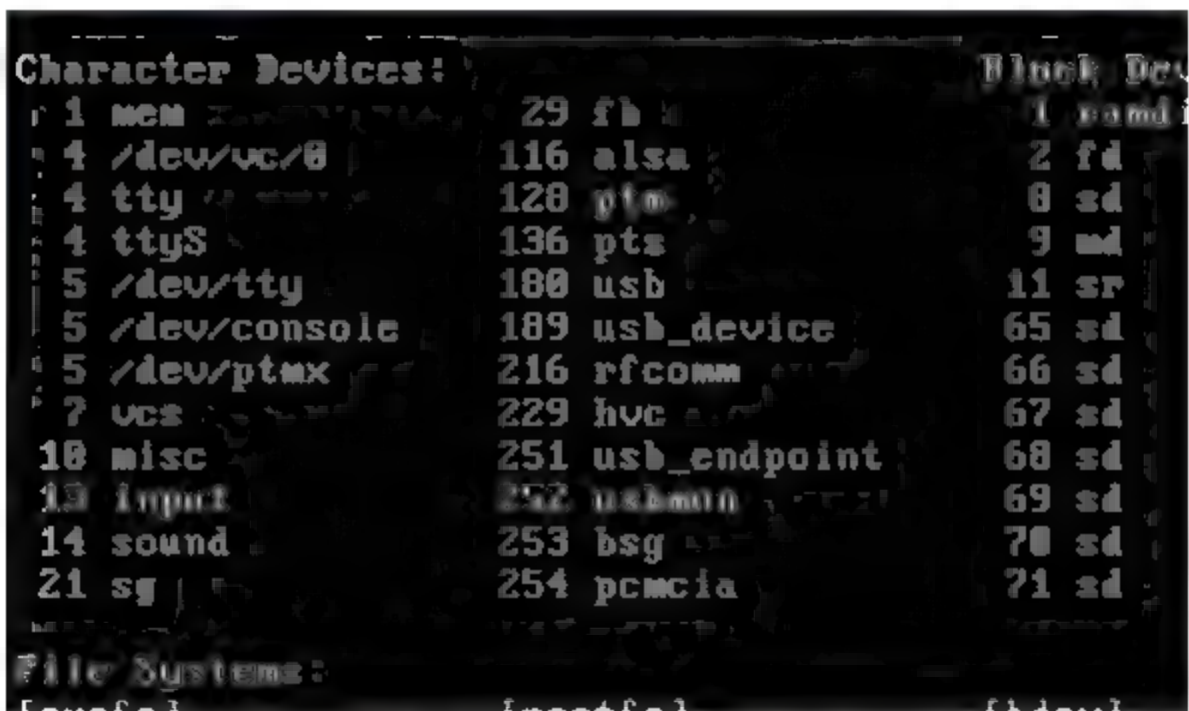 Character Devices: Block Dev
1 mem 29 fb 1 ramdi
4 /dev/vc/0 116 alsa 2 fd
4 tty 128 ptm 8 sd
4 ttyS 136 pts 9 md
5 /dev/tty 180 usb 11 sr
5 /dev/console 189 usb_device 65 sd
5 /dev/ptmx 216 rfcomm 66 sd
7 vcs 229 hvc 67 sd
10 misc 251 usb_endpoint 68 sd
13 input 252 usbmon 69 sd
14 sound 253 bsg 70 sd
21 sg 254 pcmcia 71 sd
File Systems: